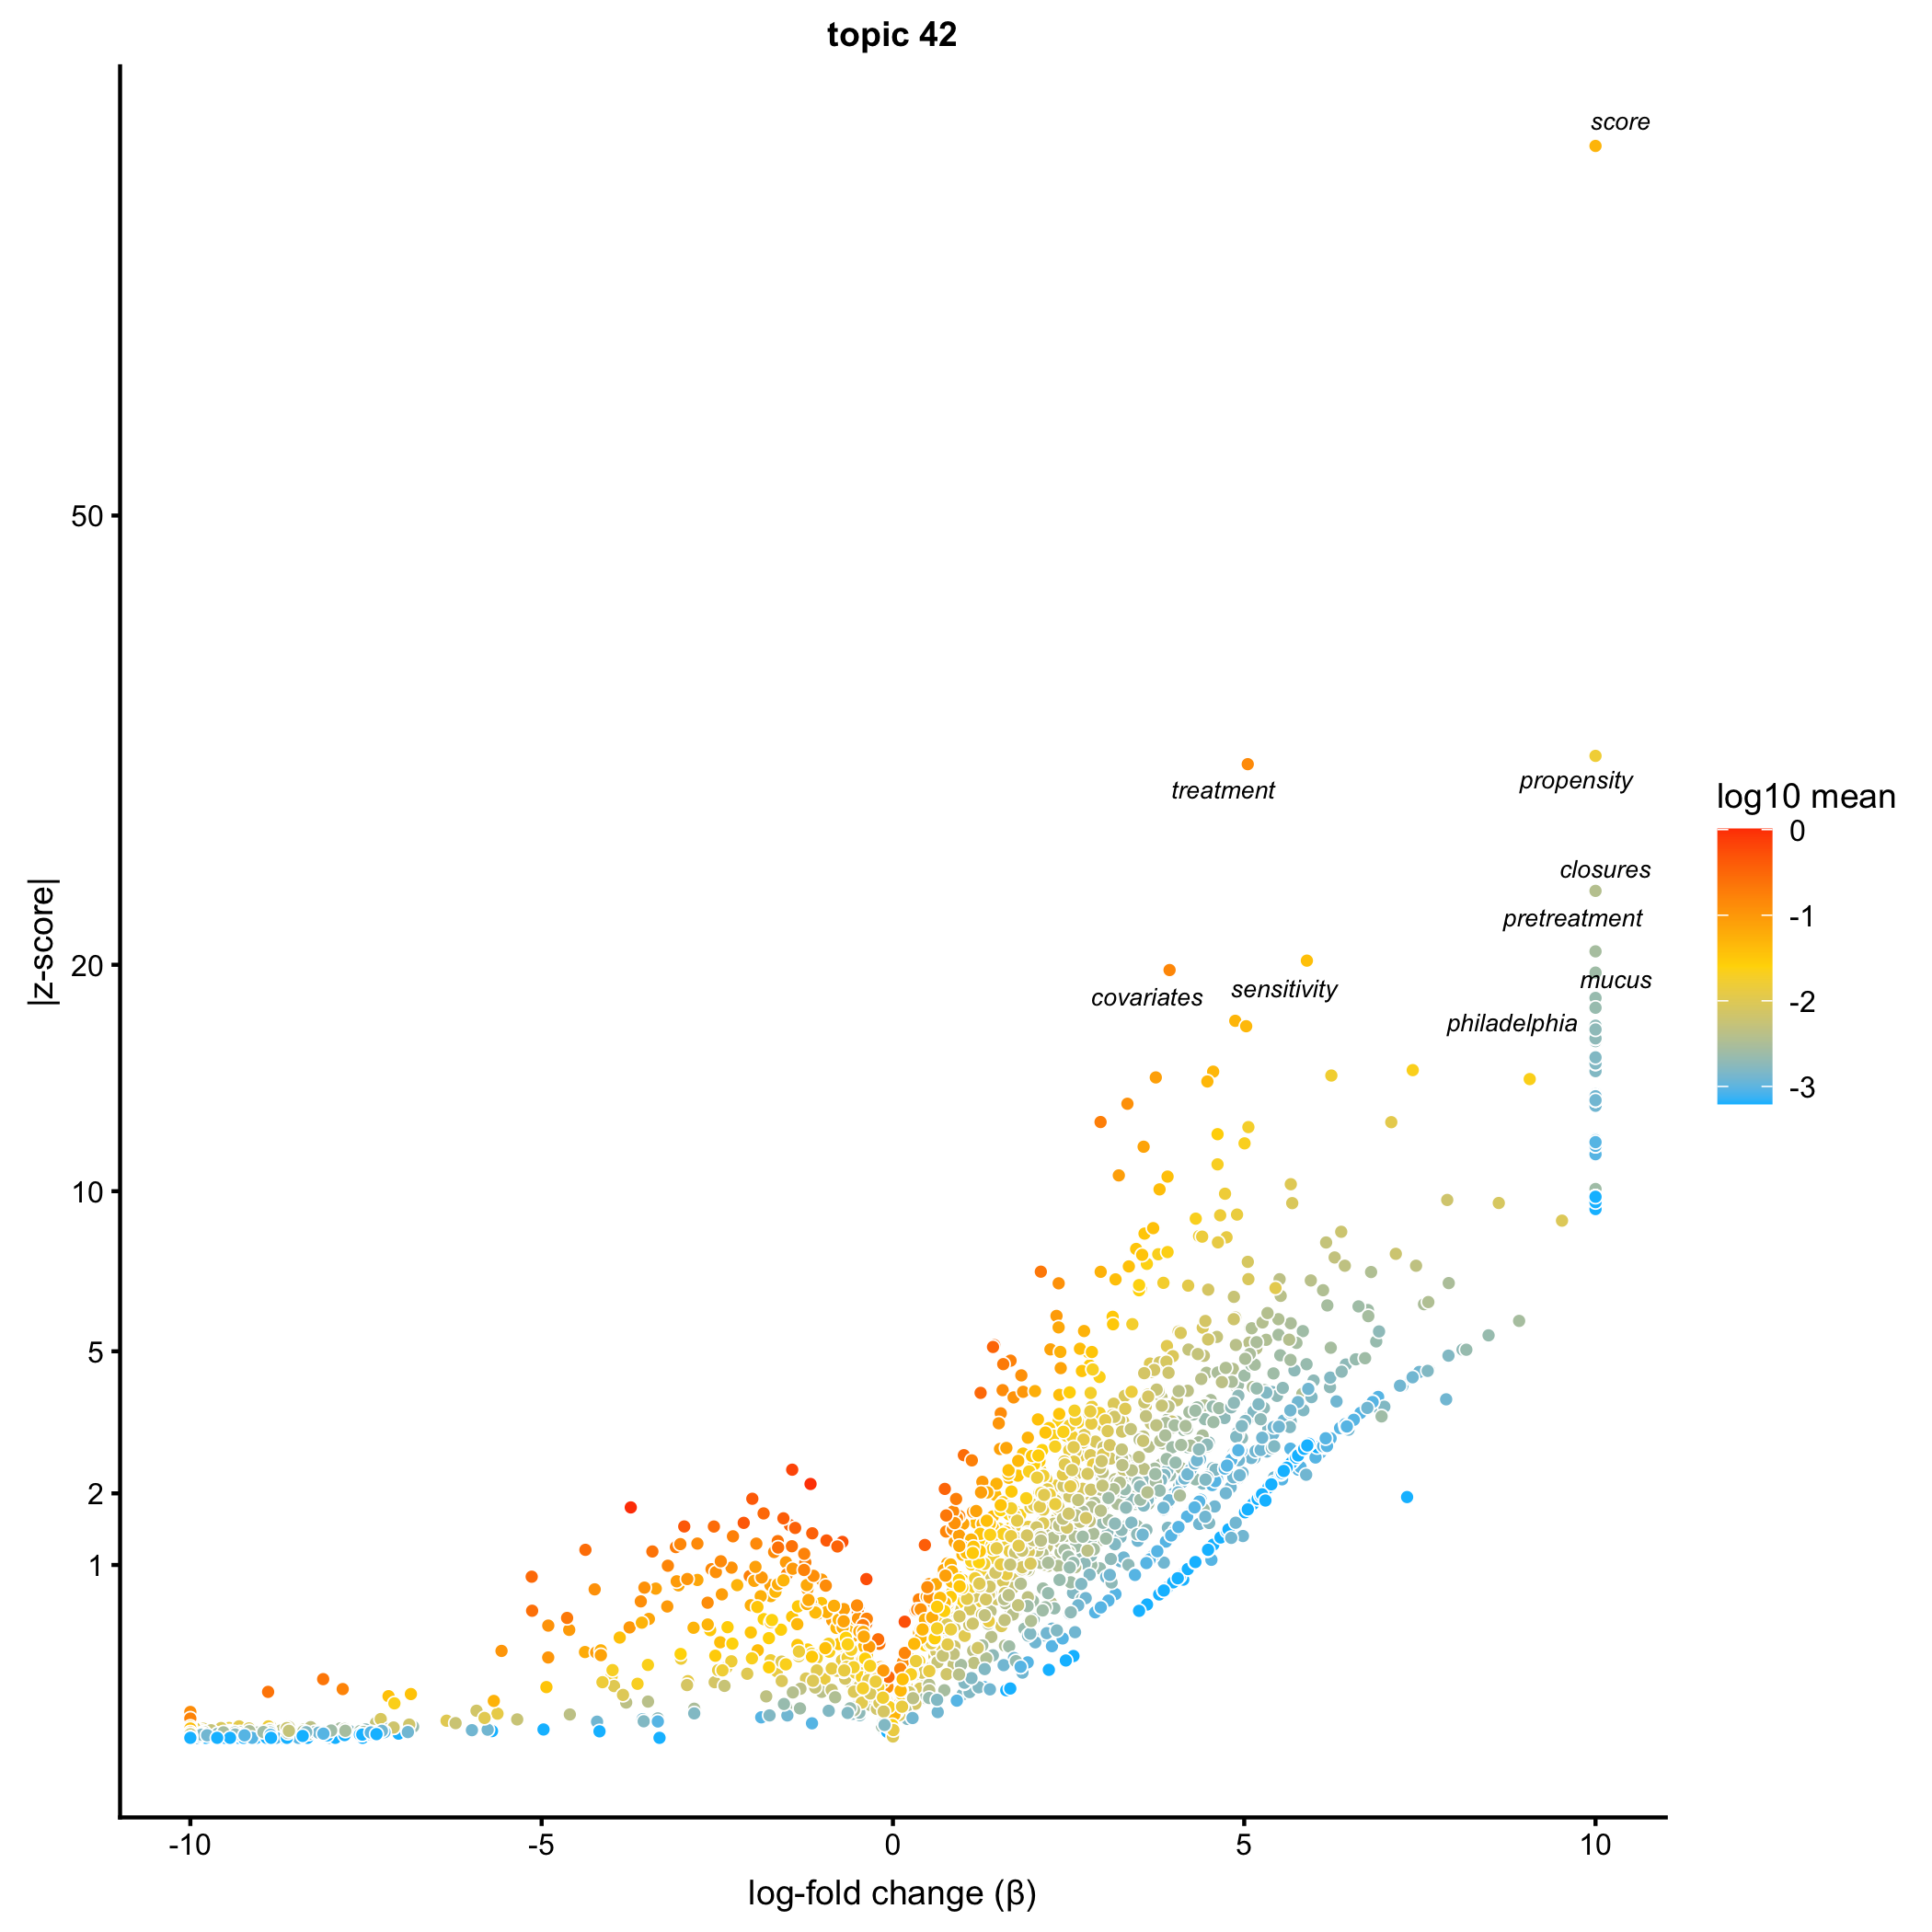 topic 42
score
50
treatment
propensity
log10 mean
0
closures
-1
pretreatment
|z-score|
20
mucus
sensitivity
covariates
-2
philadelphia
-3
10
5
2
1
-10
-5
0
5
10
log-fold change (β)